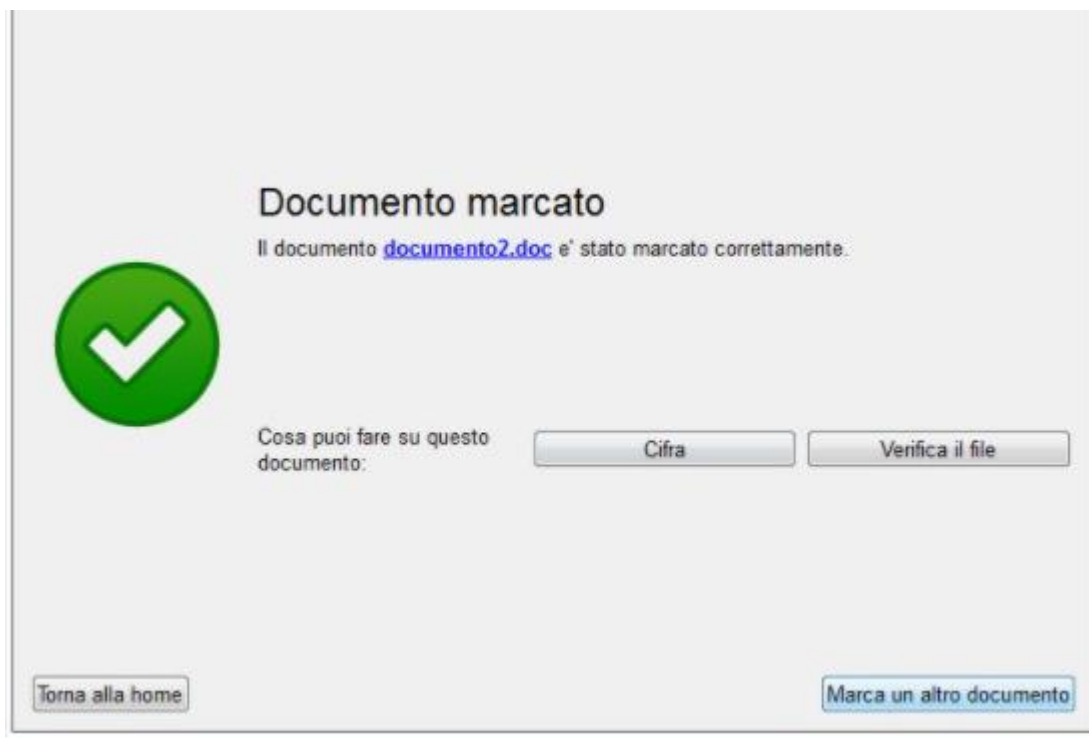 Documento marcato
Il documento documento2.doc e' stato marcato correttamente.
Cosa puoi fare su questo
documento:
Cifra
Verifica il file
Torna alla home
Marca un altro documento